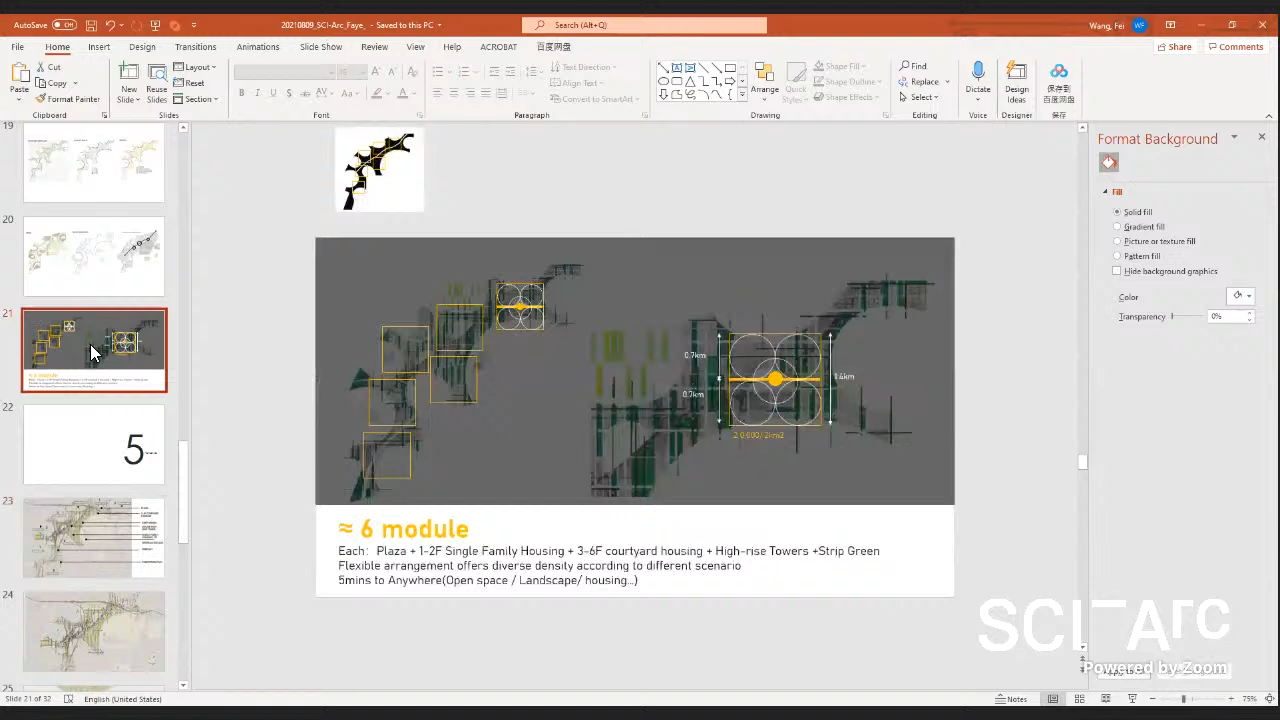 AutoSave Off 20210809_SCI-Arc_Faye_ - Saved to this PC Search (Alt+Q) Wang, Fei WF
File Home Insert Design Transitions Animations Slide Show Review View Help ACROBAT 百度网盘 Share Comments
Paste Cut Copy Format Painter
Clipboard
New Slide Reuse Slides Layout Reset Section
Slides
B I U S AV Aa
Font
Text Direction
Align Text
Convert to SmartArt
Paragraph
Arrange Quick Styles Shape Fill Shape Outline Shape Effects
Drawing
Find
Replace
Select
Editing
Dictate
Voice
Design Ideas
Designer
保存到百度网盘
保存
19
20
21
22
5
23
24
25
0.7km
0.7km
1.4km
≈ 6 module
Each: Plaza + 1-2F Single Family Housing + 3-6F courtyard housing + High-rise Towers +Strip Green
Flexible arrangement offers diverse density according to different scenario
5mins to Anywhere(Open space / Landscape/ housing...)
Format Background
Fill
Solid fill
Gradient fill
Picture or texture fill
Pattern fill
Hide background graphics
Color
Transparency 0%
SCI-Arc
Powered by Zoom
Slide 21 of 32 English (United States) Notes 75%